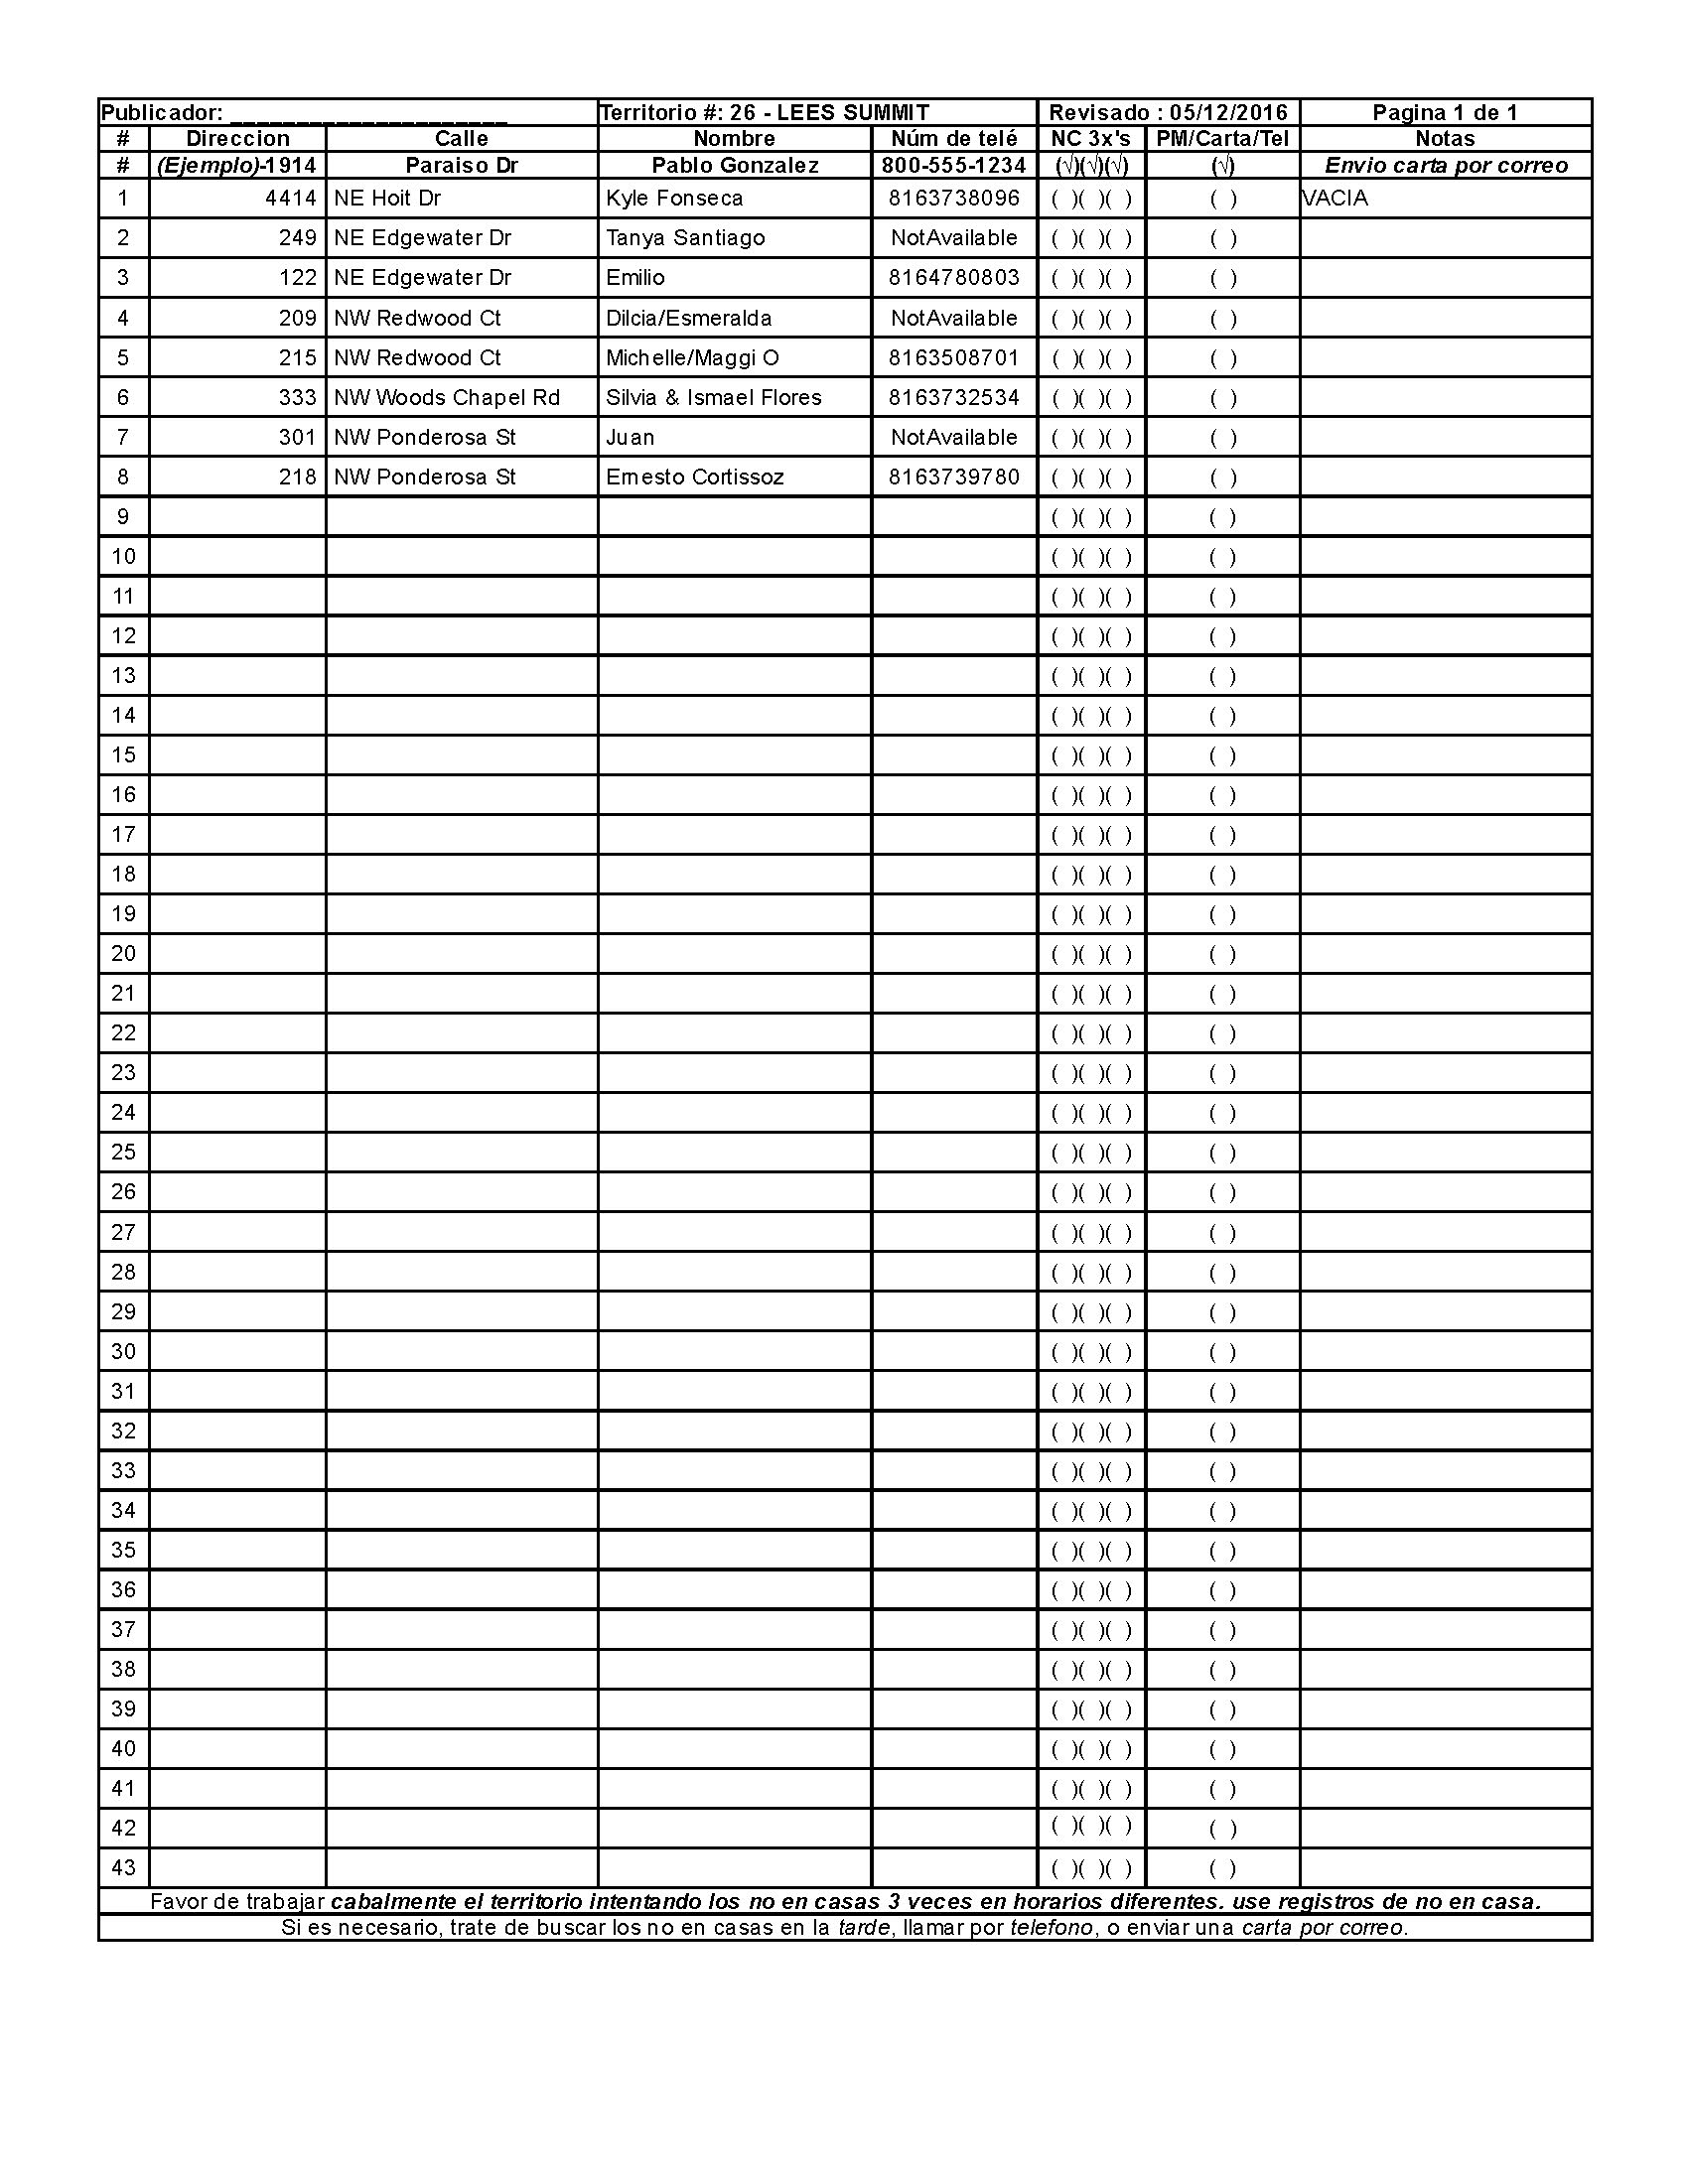 Publicador: _____________________ Territorio #: 26 - LEES SUMMIT Revisado : 05/12/2016 Pagina 1 de 1
# Direccion Calle Nombre Núm de telé NC 3x's PM/Carta/Tel Notas
# (Ejemplo)-1914 Paraiso Dr Pablo Gonzalez 800-555-1234 (√)(√)(√) (√) Envio carta por correo
1 4414 NE Hoit Dr Kyle Fonseca 8163738096 ( )( )( ) ( ) VACIA
2 249 NE Edgewater Dr Tanya Santiago NotAvailable ( )( )( ) ( )
3 122 NE Edgewater Dr Emilio 8164780803 ( )( )( ) ( )
4 209 NW Redwood Ct Dilcia/Esmeralda NotAvailable ( )( )( ) ( )
5 215 NW Redwood Ct Michelle/Maggi O 8163508701 ( )( )( ) ( )
6 333 NW Woods Chapel Rd Silvia & Ismael Flores 8163732534 ( )( )( ) ( )
7 301 NW Ponderosa St Juan NotAvailable ( )( )( ) ( )
8 218 NW Ponderosa St Ernesto Cortissoz 8163739780 ( )( )( ) ( )
9 ( )( )( ) ( )
10 ( )( )( ) ( )
11 ( )( )( ) ( )
12 ( )( )( ) ( )
13 ( )( )( ) ( )
14 ( )( )( ) ( )
15 ( )( )( ) ( )
16 ( )( )( ) ( )
17 ( )( )( ) ( )
18 ( )( )( ) ( )
19 ( )( )( ) ( )
20 ( )( )( ) ( )
21 ( )( )( ) ( )
22 ( )( )( ) ( )
23 ( )( )( ) ( )
24 ( )( )( ) ( )
25 ( )( )( ) ( )
26 ( )( )( ) ( )
27 ( )( )( ) ( )
28 ( )( )( ) ( )
29 ( )( )( ) ( )
30 ( )( )( ) ( )
31 ( )( )( ) ( )
32 ( )( )( ) ( )
33 ( )( )( ) ( )
34 ( )( )( ) ( )
35 ( )( )( ) ( )
36 ( )( )( ) ( )
37 ( )( )( ) ( )
38 ( )( )( ) ( )
39 ( )( )( ) ( )
40 ( )( )( ) ( )
41 ( )( )( ) ( )
42 ( )( )( ) ( )
43 ( )( )( ) ( )
Favor de trabajar cabalmente el territorio intentando los no en casas 3 veces en horarios diferentes. use registros de no en casa.
Si es necesario, trate de buscar los no en casas en la tarde, llamar por telefono, o enviar una carta por correo.